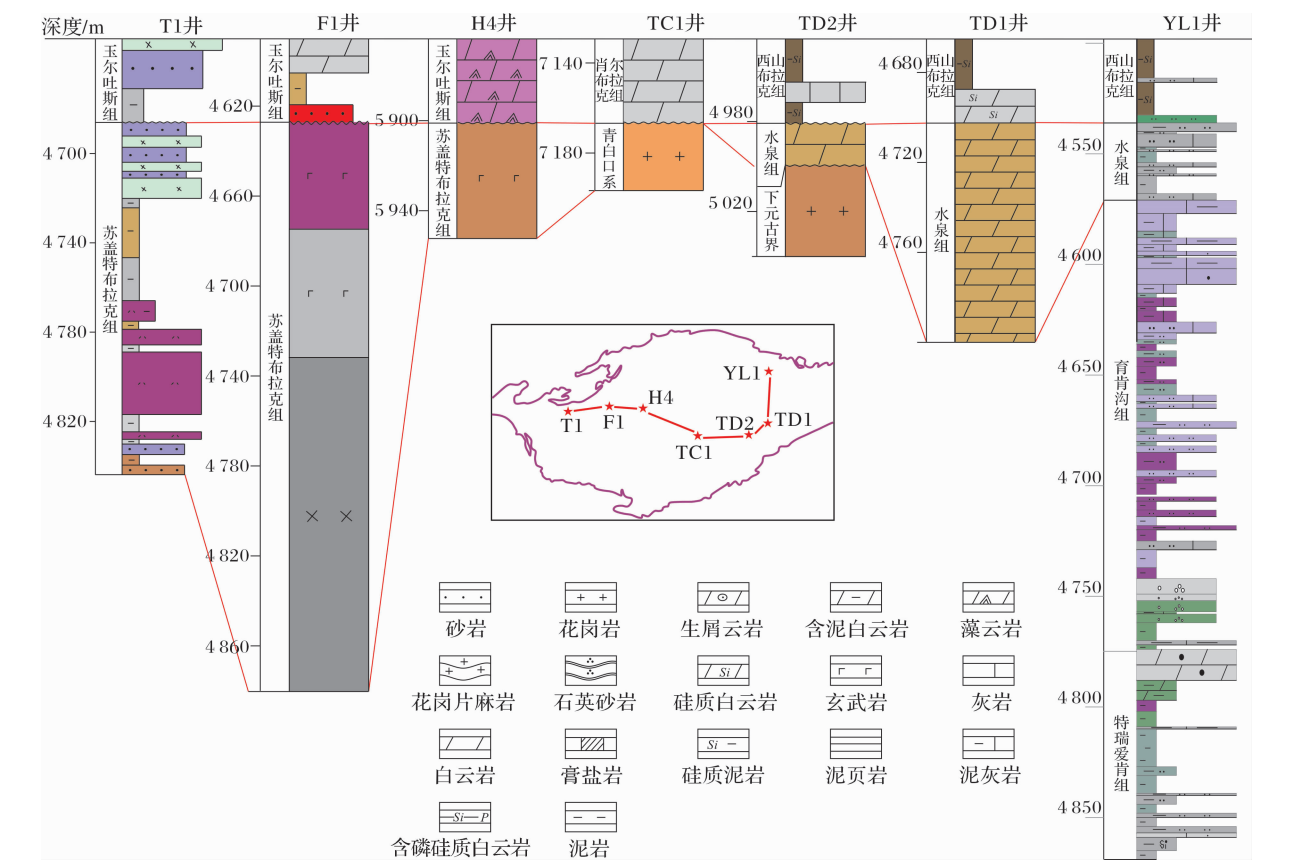 深度/m
T1井
F1井
H4井
TC1井
TD2井
TD1井
YL1井
玉尔吐斯组
苏盖特布拉克组
4 700
4 740
4 780
4 820
玉尔吐斯组
苏盖特布拉克组
4 620
4 660
4 700
4 740
4 780
4 820
4 860
玉尔吐斯组
苏盖特布拉克组
5 900
5 940
肖尔布拉克组
青白口系
7 140
7 180
西山布拉克组
水泉组
下元古界
4 980
5 020
Si
Si
西山布拉克组
水泉组
4 680
4 720
4 760
Si
Si
Si
西山布拉克组
水泉组
育肯沟组
特瑞爱肯组
4 550
4 600
4 650
4 700
4 750
4 800
4 850
Si
Si
Si
T1
F1
H4
TC1
TD2
TD1
YL1
砂岩
花岗岩
生屑云岩
含泥白云岩
藻云岩
花岗片麻岩
石英砂岩
Si
硅质白云岩
玄武岩
灰岩
白云岩
膏盐岩
Si
硅质泥岩
泥页岩
泥灰岩
Si P
含磷硅质白云岩
泥岩